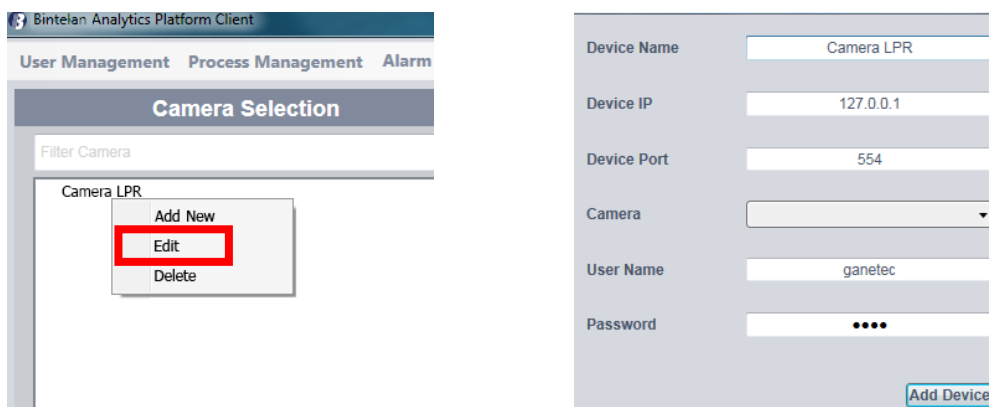 Bintelan Analytics Platform Client
User Management Process Management Alarm
Camera Selection
Filter Camera
Camera LPR
Add New
Edit
Delete
Device Name Camera LPR
Device IP 127.0.0.1
Device Port 554
Camera
User Name ganetec
Password ••••
Add Device